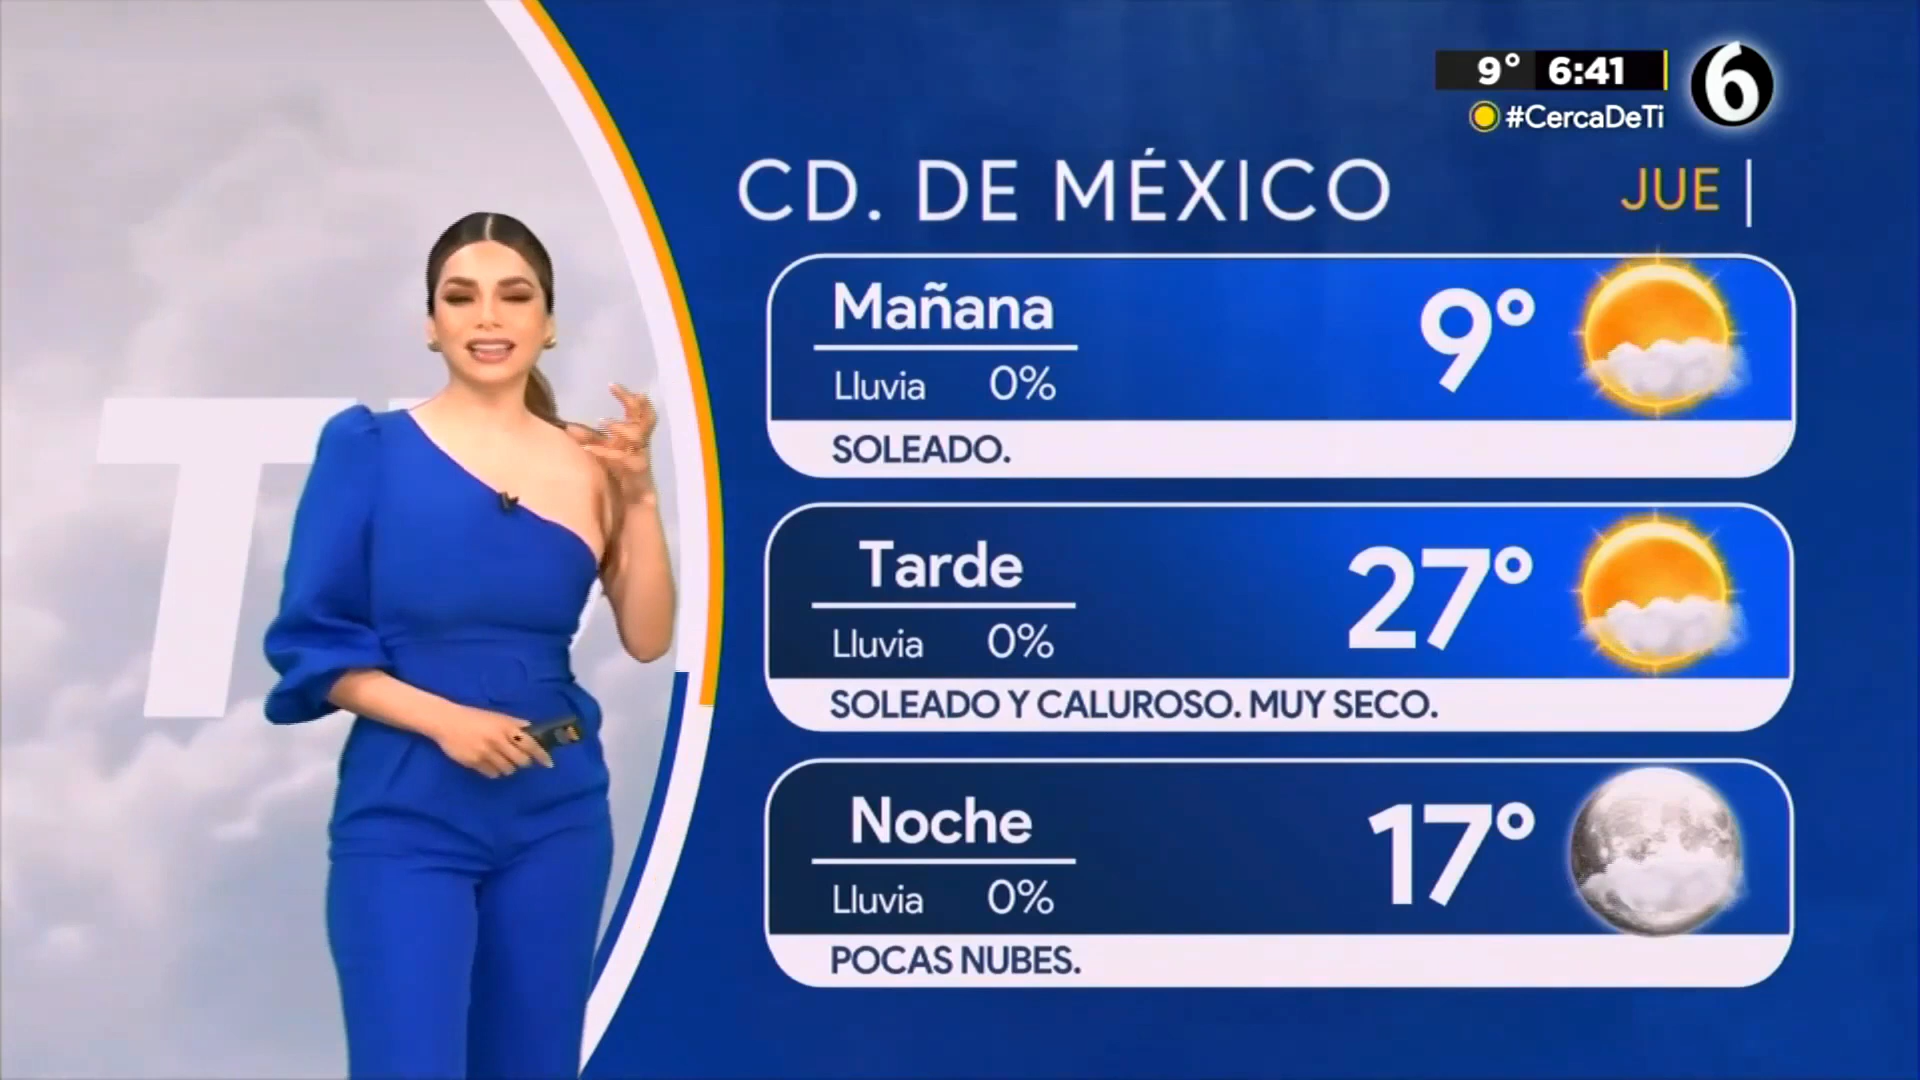 9° 6:41
6
#CercaDeTi
CD. DE MÉXICO
JUE
Mañana
9°
Lluvia 0%
SOLEADO.
Tarde
27°
Lluvia 0%
SOLEADO Y CALUROSO. MUY SECO.
Noche
17°
Lluvia 0%
POCAS NUBES.